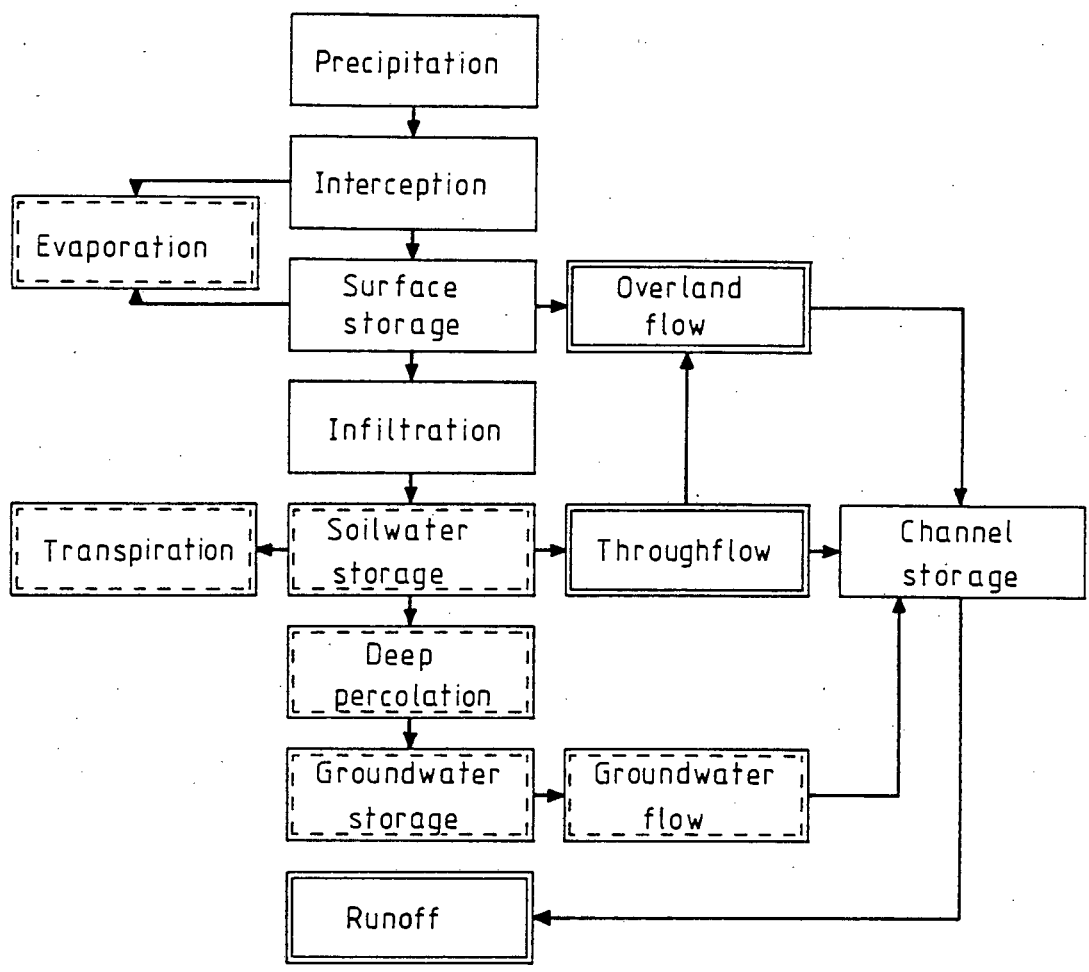 Precipitation
Interception
Evaporation
Surface
storage
Overland
flow
Infiltration
Transpiration
Soilwater
storage
Throughflow
Channel
storage
Deep
percolation
Groundwater
storage
Groundwater
flow
Runoff